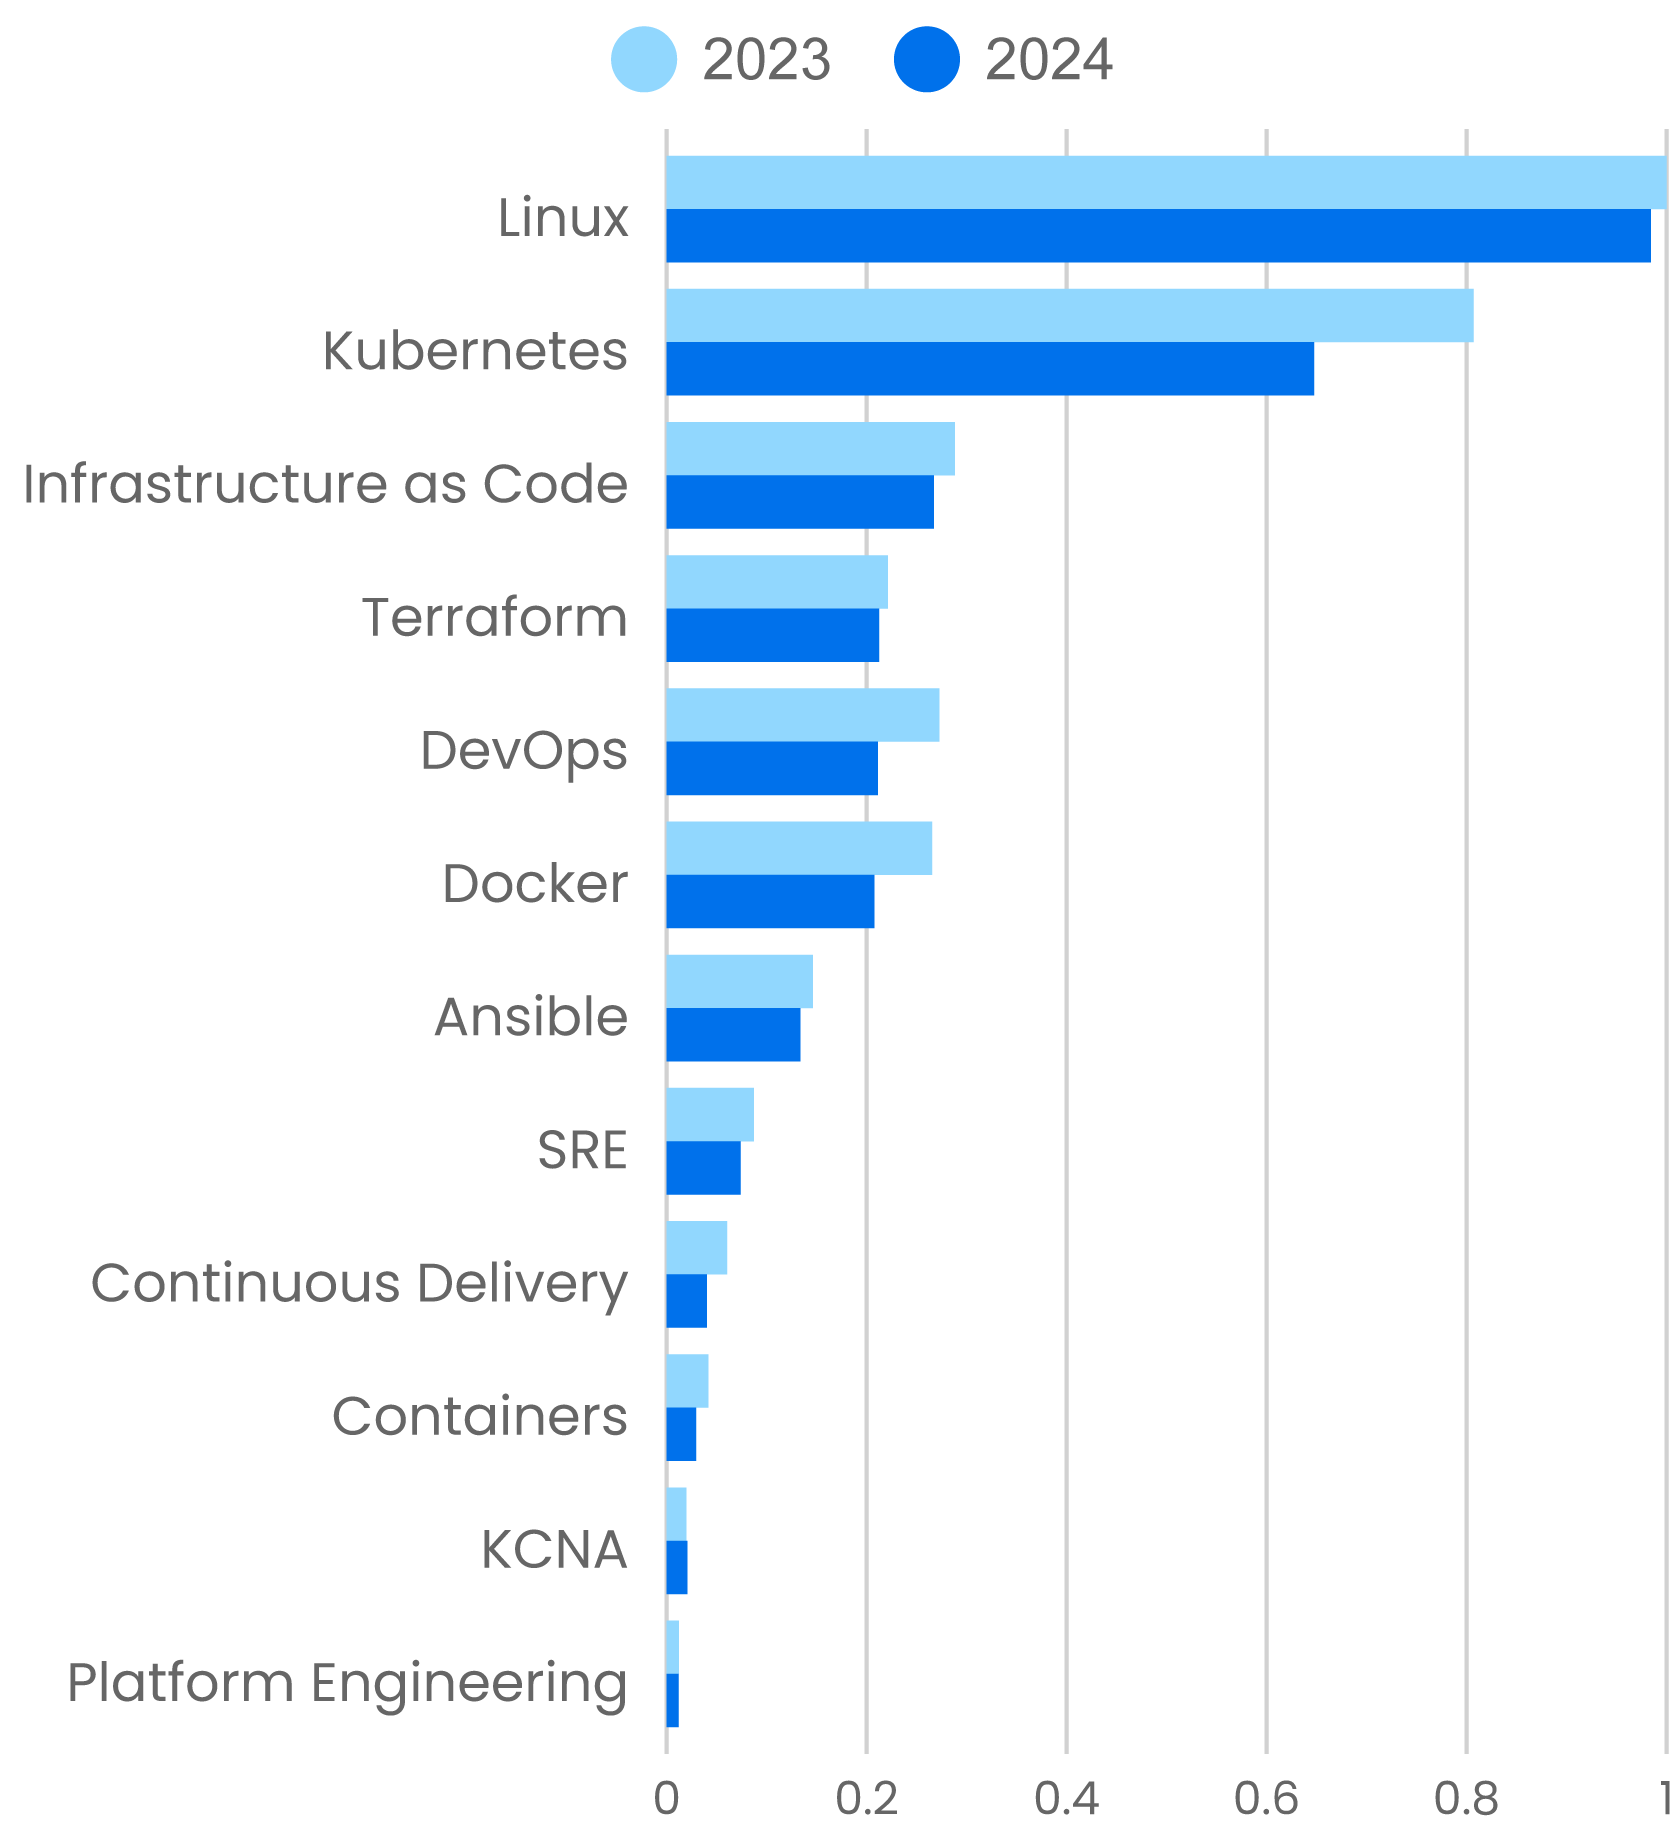 2023 2024
Linux
Kubernetes
Infrastructure as Code
Terraform
DevOps
Docker
Ansible
SRE
Continuous Delivery
Containers
KCNA
Platform Engineering
0 0.2 0.4 0.6 0.8 1